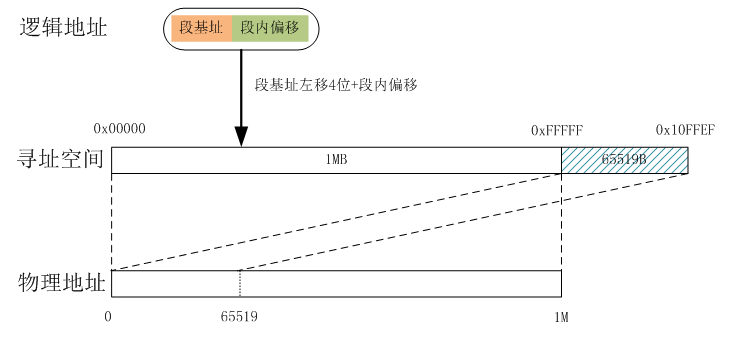 逻辑地址
段基址 段内偏移
段基址左移4位+段内偏移
0x00000
0xFFFFF
0x10FFEF
寻址空间
1MB
65519B
物理地址
0
65519
1M